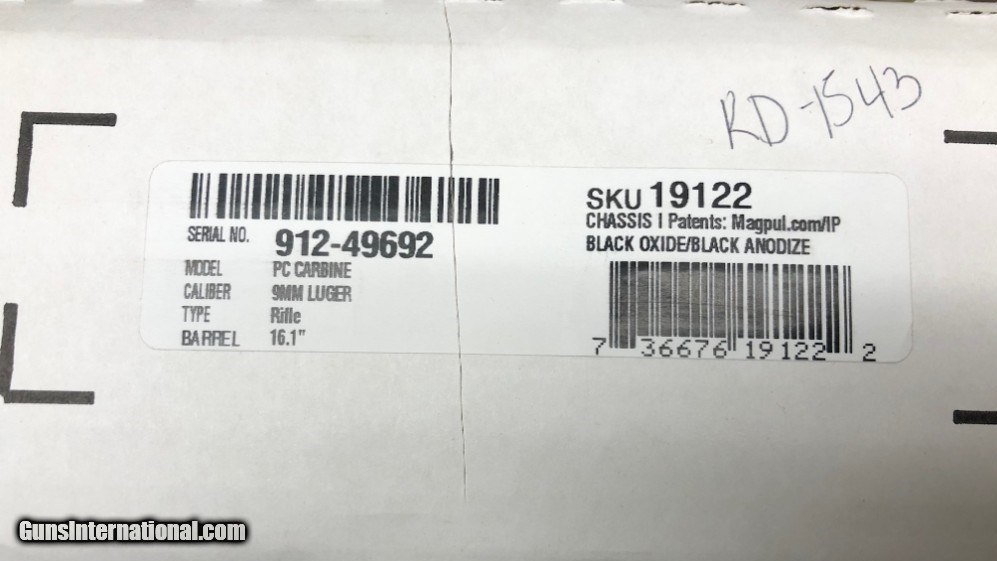 RD-1543
SERIAL NO. 912-49692
MODEL PC CARBINE
CALIBER 9MM LUGER
TYPE Rifle
BARREL 16.1"
SKU 19122
CHASSIS | Patents: Magpul.com/IP
BLACK OXIDE/BLACK ANODIZE
7 36676 19122 2
GunsInternational.com